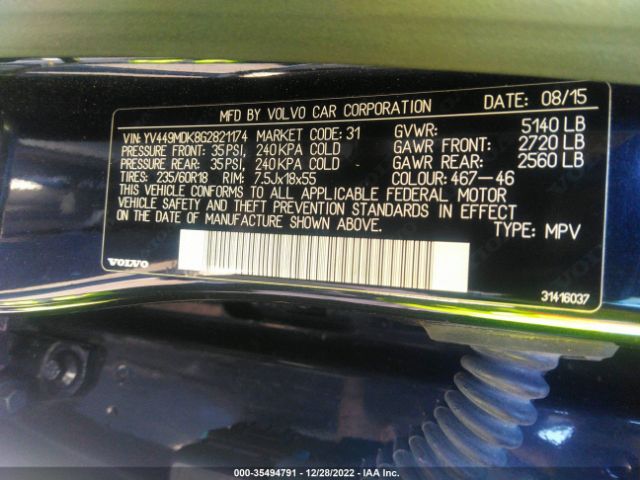 MFD BY VOLVO CAR CORPORATION DATE: 08/15
VIN: YV449MDK8G2821174 MARKET CODE: 31 GVWR: 5140 LB
PRESSURE FRONT: 35PSI, 240KPA COLD GAWR FRONT: 2720 LB
PRESSURE REAR: 35PSI, 240KPA COLD GAWR REAR: 2560 LB
TIRES: 235/60R18 RIM: 7.5Jx18x55 COLOUR: 467-46
THIS VEHICLE CONFORMS TO ALL APPLICABLE FEDERAL MOTOR
VEHICLE SAFETY AND THEFT PREVENTION STANDARDS IN EFFECT
ON THE DATE OF MANUFACTURE SHOWN ABOVE. TYPE: MPV
VOLVO
31416037
000-35494791 - 12/28/2022 - IAA Inc.